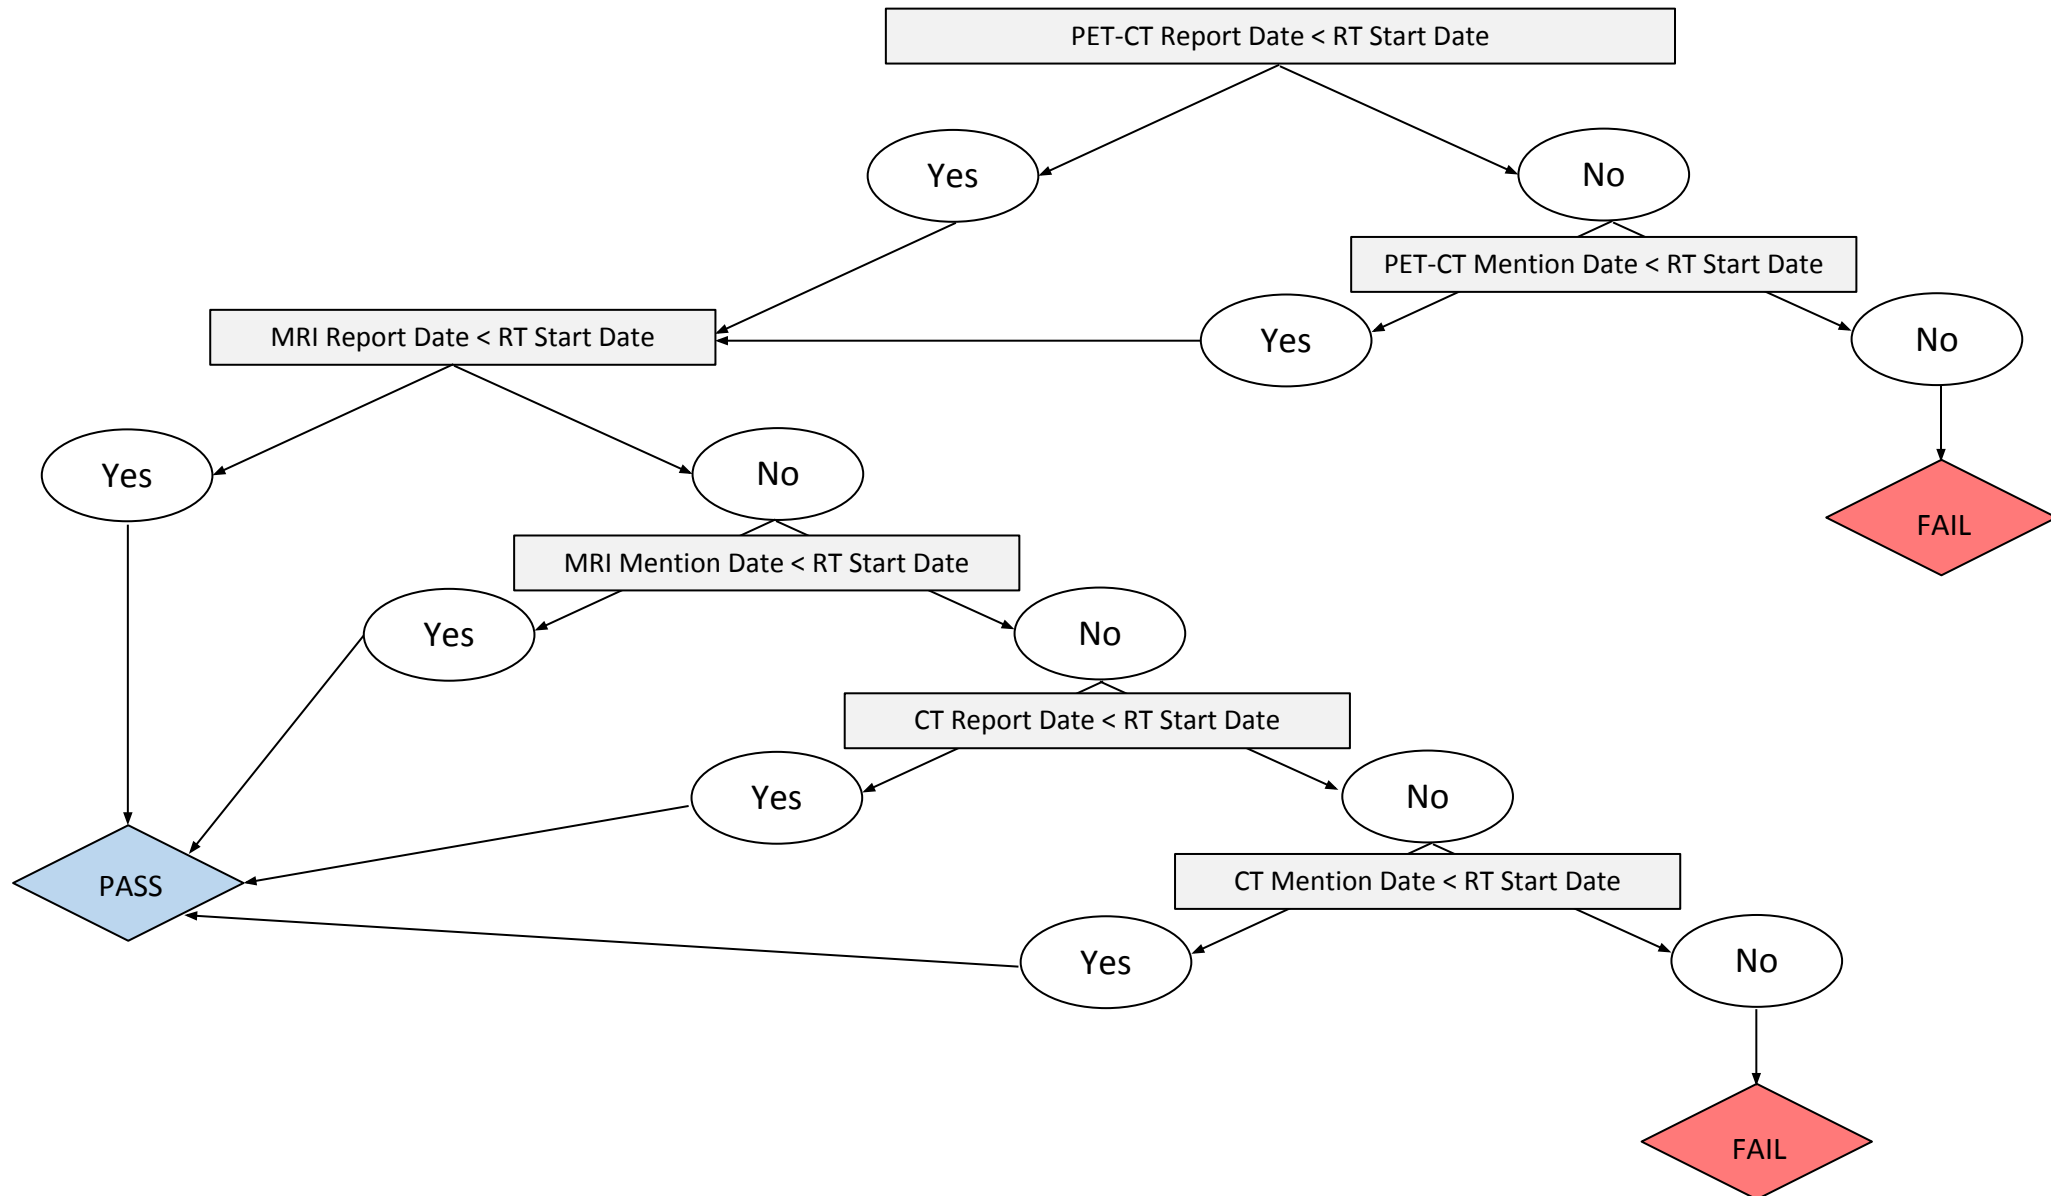 PET-CT Report Date < RT Start Date
Yes
No
PET-CT Mention Date < RT Start Date
MRI Report Date < RT Start Date
Yes
No
Yes
No
FAIL
MRI Mention Date < RT Start Date
Yes
No
CT Report Date < RT Start Date
Yes
No
PASS
CT Mention Date < RT Start Date
Yes
No
FAIL